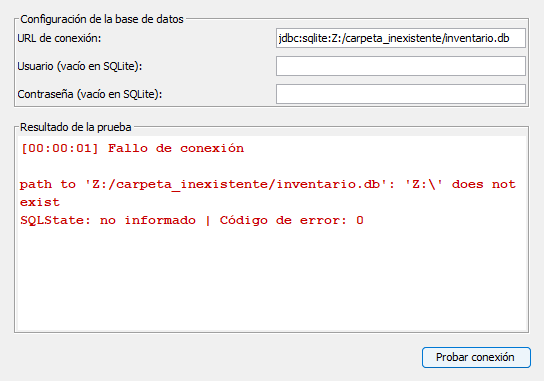 Configuración de la base de datos
URL de conexión: jdbc:sqlite:Z:/carpeta_inexistente/inventario.db
Usuario (vacío en SQLite):
Contraseña (vacío en SQLite):
Resultado de la prueba
[00:00:01] Fallo de conexión
path to 'Z:/carpeta_inexistente/inventario.db': 'Z:\' does not
exist
SQLState: no informado | Código de error: 0
Probar conexión